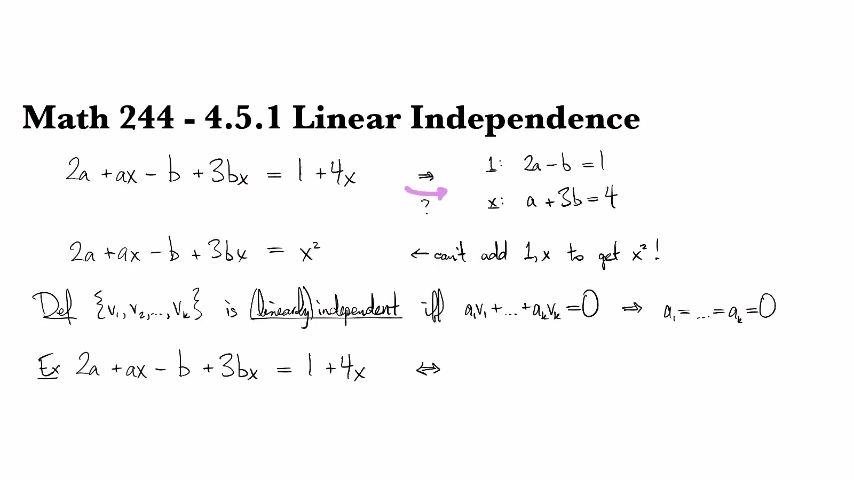 Math 244 - 4.5.1 Linear Independence
2a + ax - b + 3bx = 1 + 4x ⇒ 1: 2a - b = 1
? x: a + 3b = 4
2a + ax - b + 3bx = x² ← can't add 1, x to get x²!
Def {v₁, v₂, ..., vₖ} is (linearly) independent iff a₁v₁ + ... + aₖvₖ = 0 ⇒ a₁ = ... = aₖ = 0
Ex 2a + ax - b + 3bx = 1 + 4x ⇔